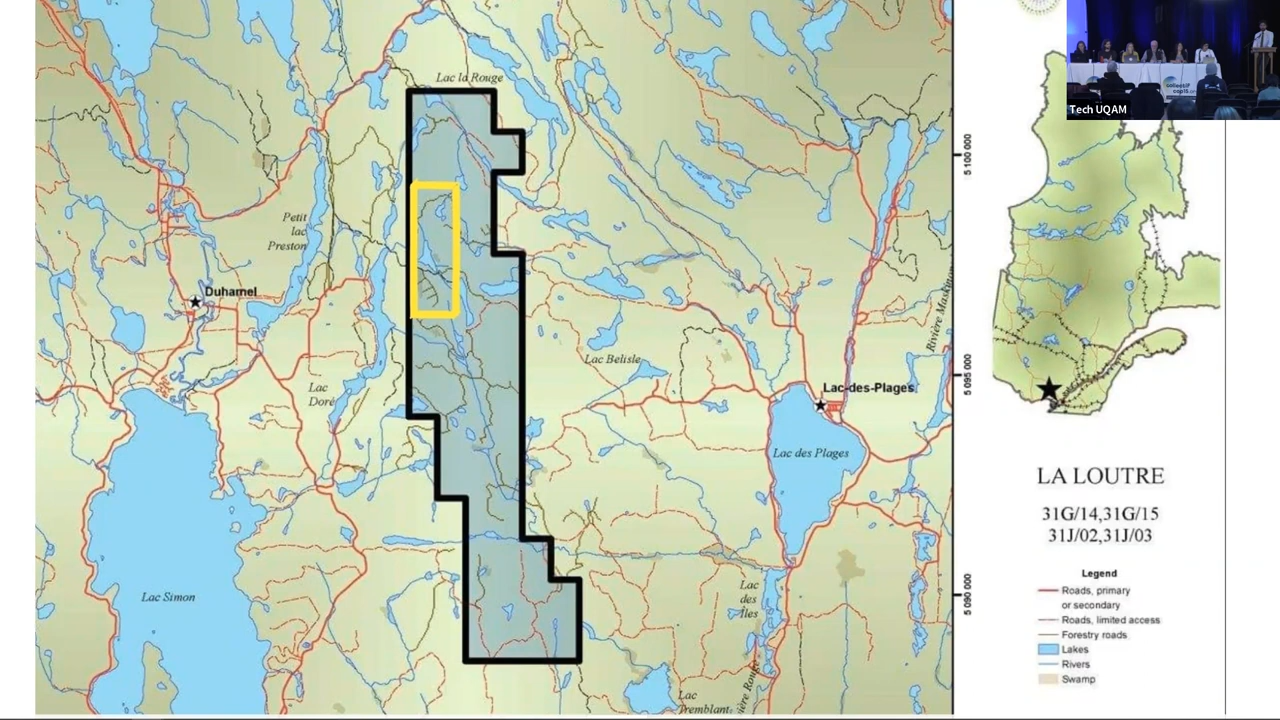 Lac la Rouge
Petit
lac
Preston
Duhamel
Lac Belisle
Lac
Doré
Lac-des-Plages
Lac des Plages
Lac Simon
Lac
des
Îles
Lac
Tremblant
Rivière
5 100 000
5 095 000
5 090 000
Tech UQAM
collectif
cop15
LA LOUTRE
31G/14,31G/15
31J/02,31J/03
Legend
Roads, primary
or secondary
Roads, limited access
Forestry roads
Lakes
Rivers
Swamp